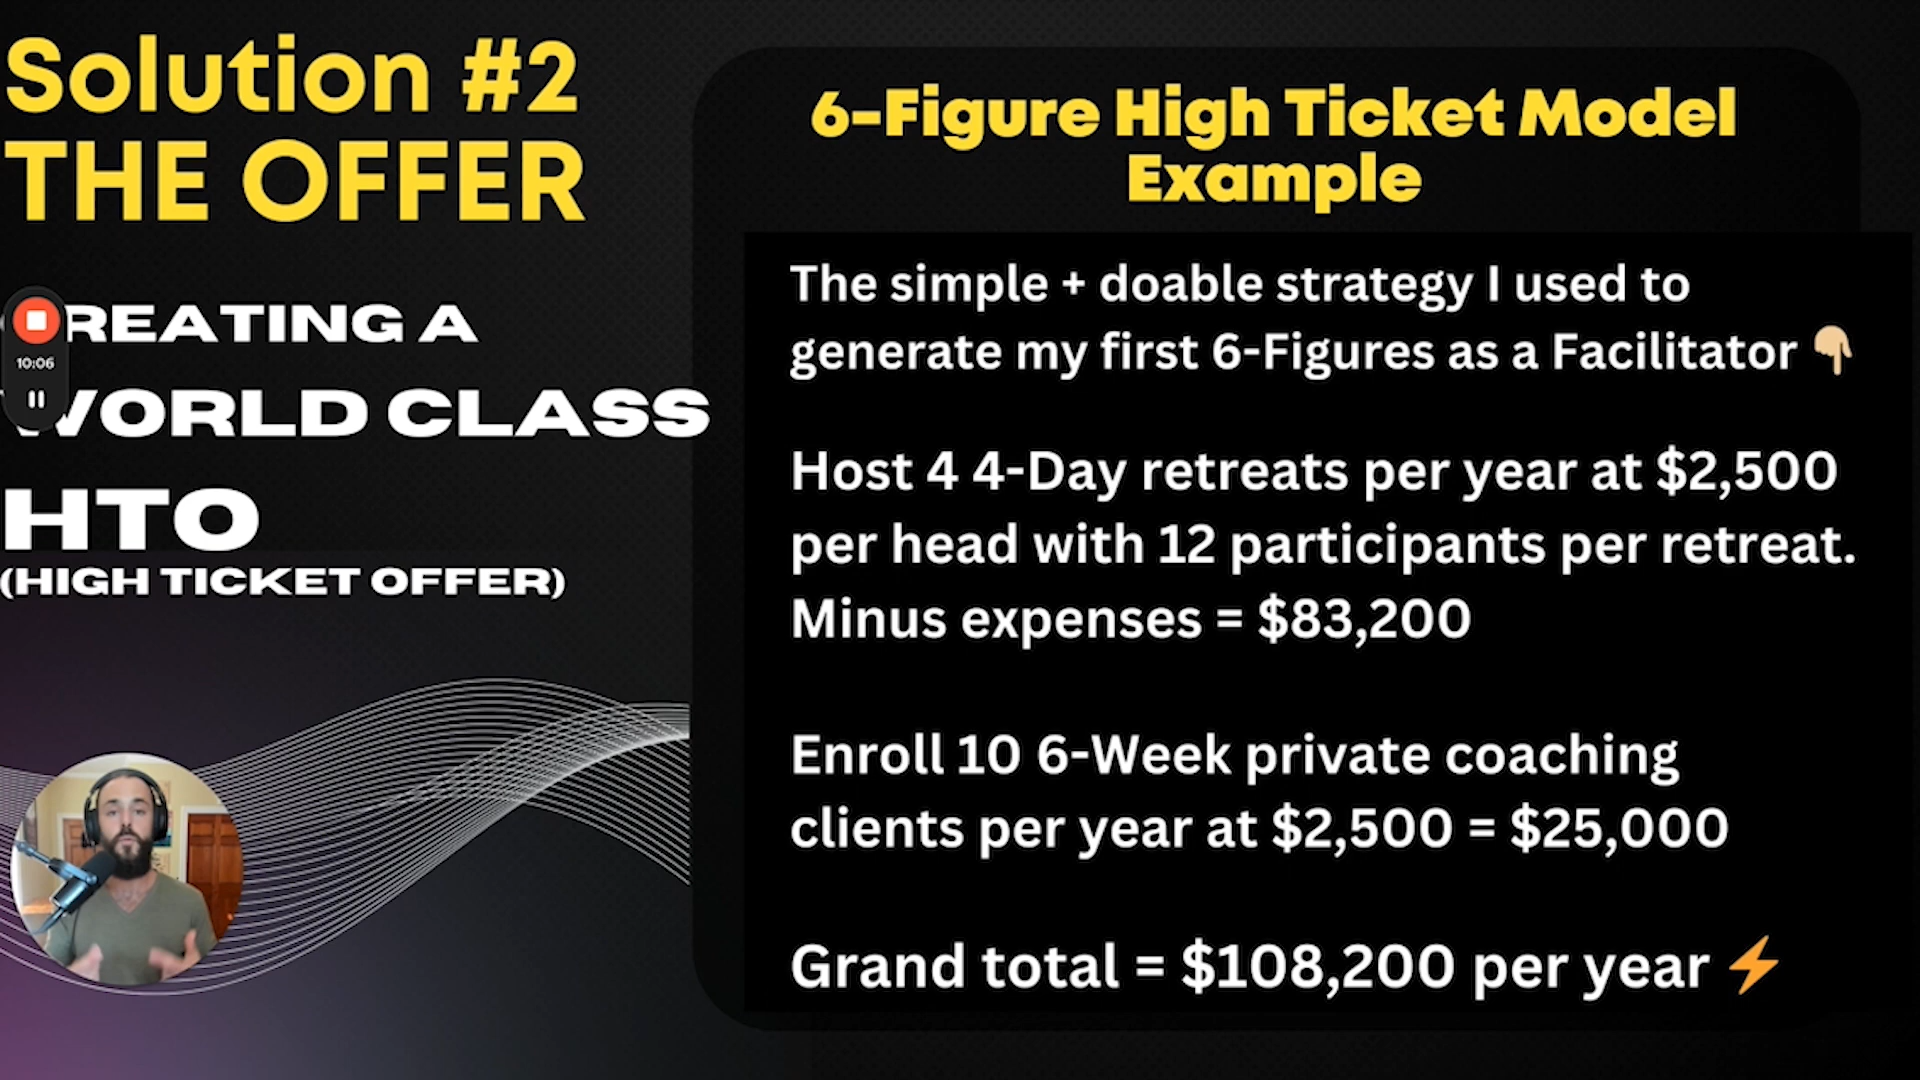 Solution #2
THE OFFER
CREATING A
WORLD CLASS
HTO
(HIGH TICKET OFFER)
10:06
6-Figure High Ticket Model
Example
The simple + doable strategy I used to
generate my first 6-Figures as a Facilitator 👇🏼
Host 4 4-Day retreats per year at $2,500
per head with 12 participants per retreat.
Minus expenses = $83,200
Enroll 10 6-Week private coaching
clients per year at $2,500 = $25,000
Grand total = $108,200 per year ⚡